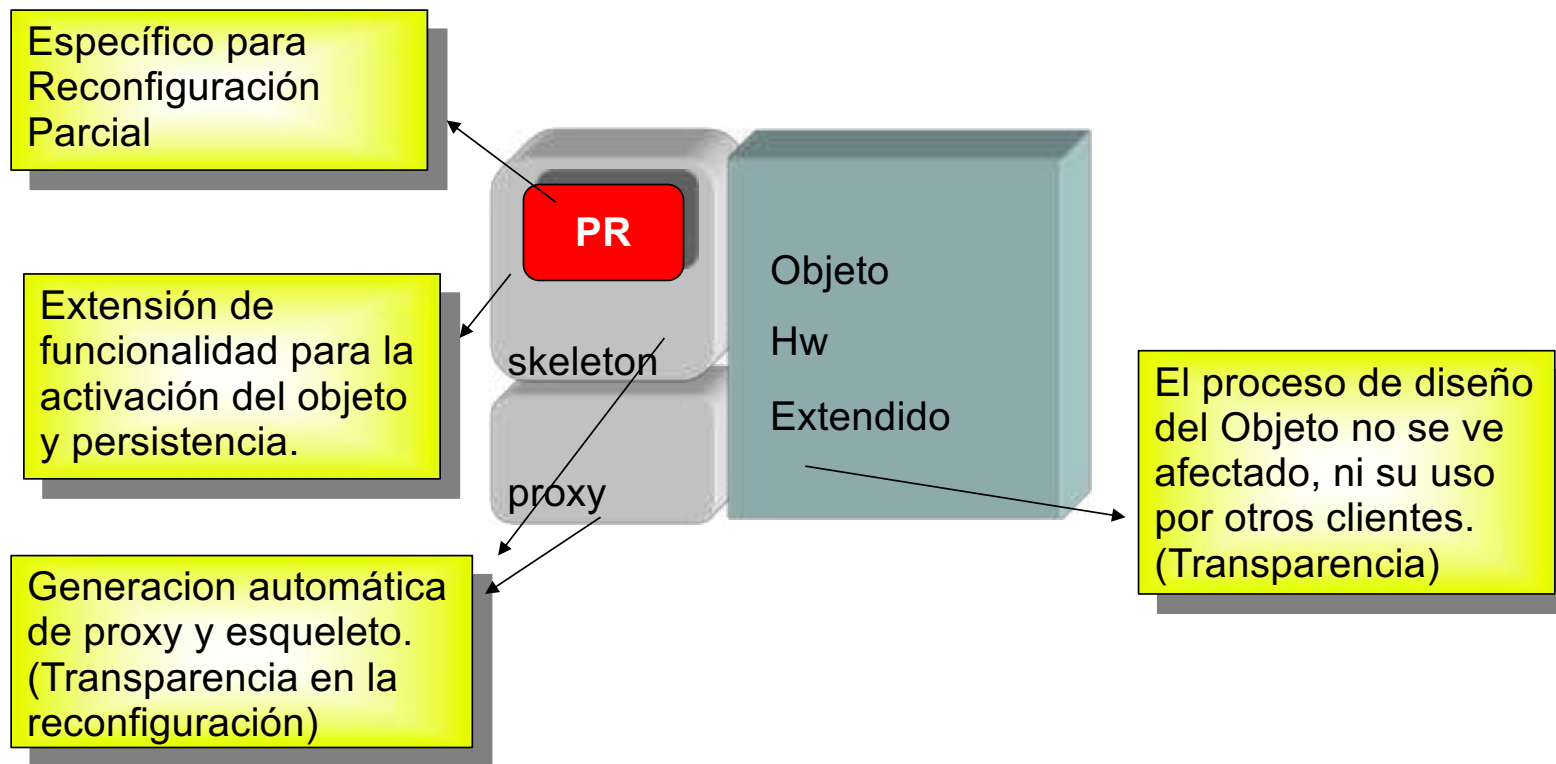 Específico para
Reconfiguración
Parcial
PR
Extensión de
funcionalidad para la
activación del objeto
y persistencia.
skeleton
proxy
Objeto
Hw
Extendido
El proceso de diseño
del Objeto no se ve
afectado, ni su uso
por otros clientes.
(Transparencia)
Generacion automática
de proxy y esqueleto.
(Transparencia en la
reconfiguración)